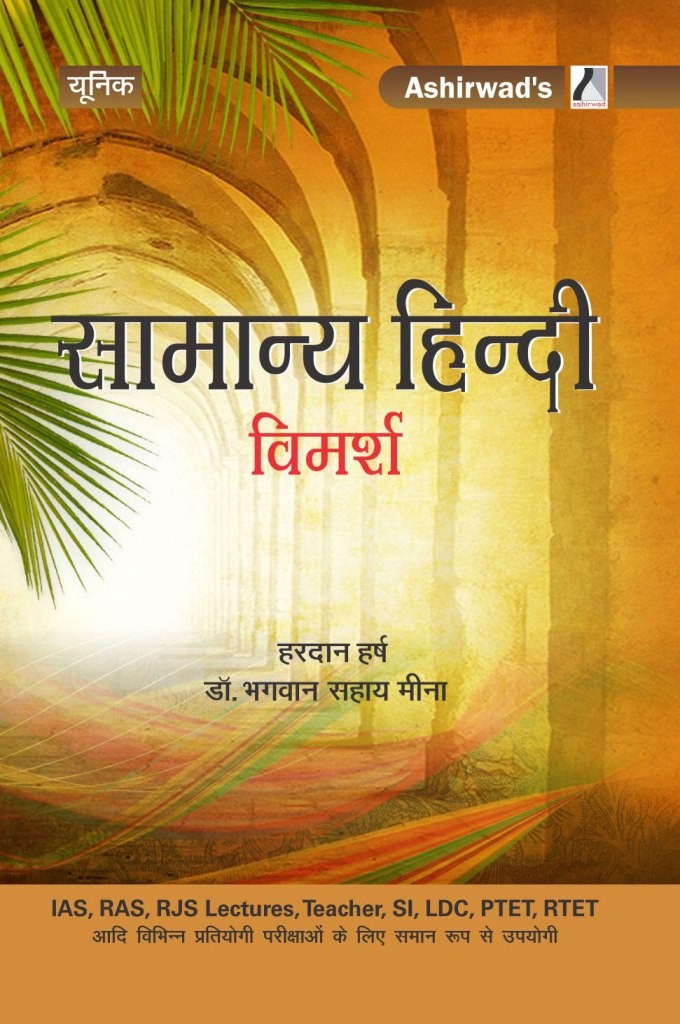 यूनिक
Ashirwad's
ashirwad
सामान्य हिन्दी
विमर्श
हरदान हर्ष
डॉ. भगवान सहाय मीना
IAS, RAS, RJS Lectures, Teacher, SI, LDC, PTET, RTET
आदि विभिन्न प्रतियोगी परीक्षाओं के लिए समान रूप से उपयोगी